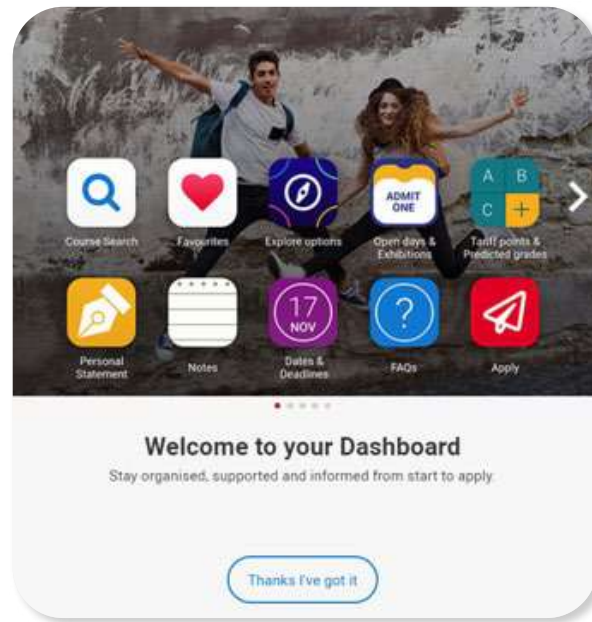 ADMIT
ONE
A B
C +
Course Search
Favourites
Explore options
Open days &
Exhibitions
Tariff points &
Predicted grades
17
NOV
?
Personal
Statement
Notes
Dates &
Deadlines
FAQs
Apply
Welcome to your Dashboard
Stay organised, supported and informed from start to apply.
Thanks I've got it